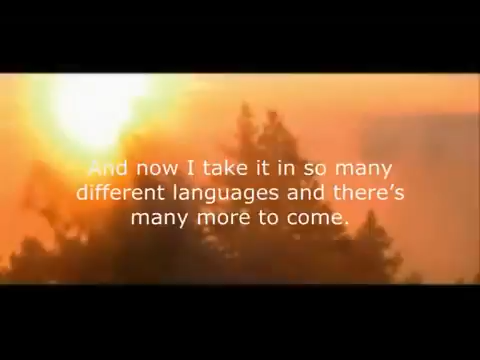 And now I take it in so many
different languages and there's
many more to come.